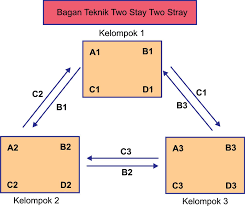 Bagan Teknik Two Stay Two Stray
Kelompok 1
A1 B1
C1 D1
C2
B1
C1
B3
A2 B2
C2 D2
Kelompok 2
C3
B2
A3 B3
C3 D3
Kelompok 3